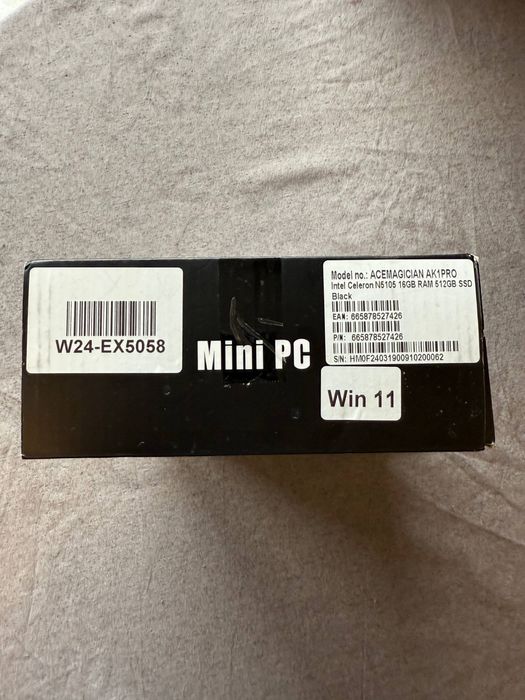 W24-EX5058
Mini PC
Model no.: ACEMAGICIAN AK1PRO
Intel Celeron N5105 16GB RAM 512GB SSD
Black
EAN: 665878527426
P/N: 665878527426
S/N: HM0F24031900910200062
Win 11